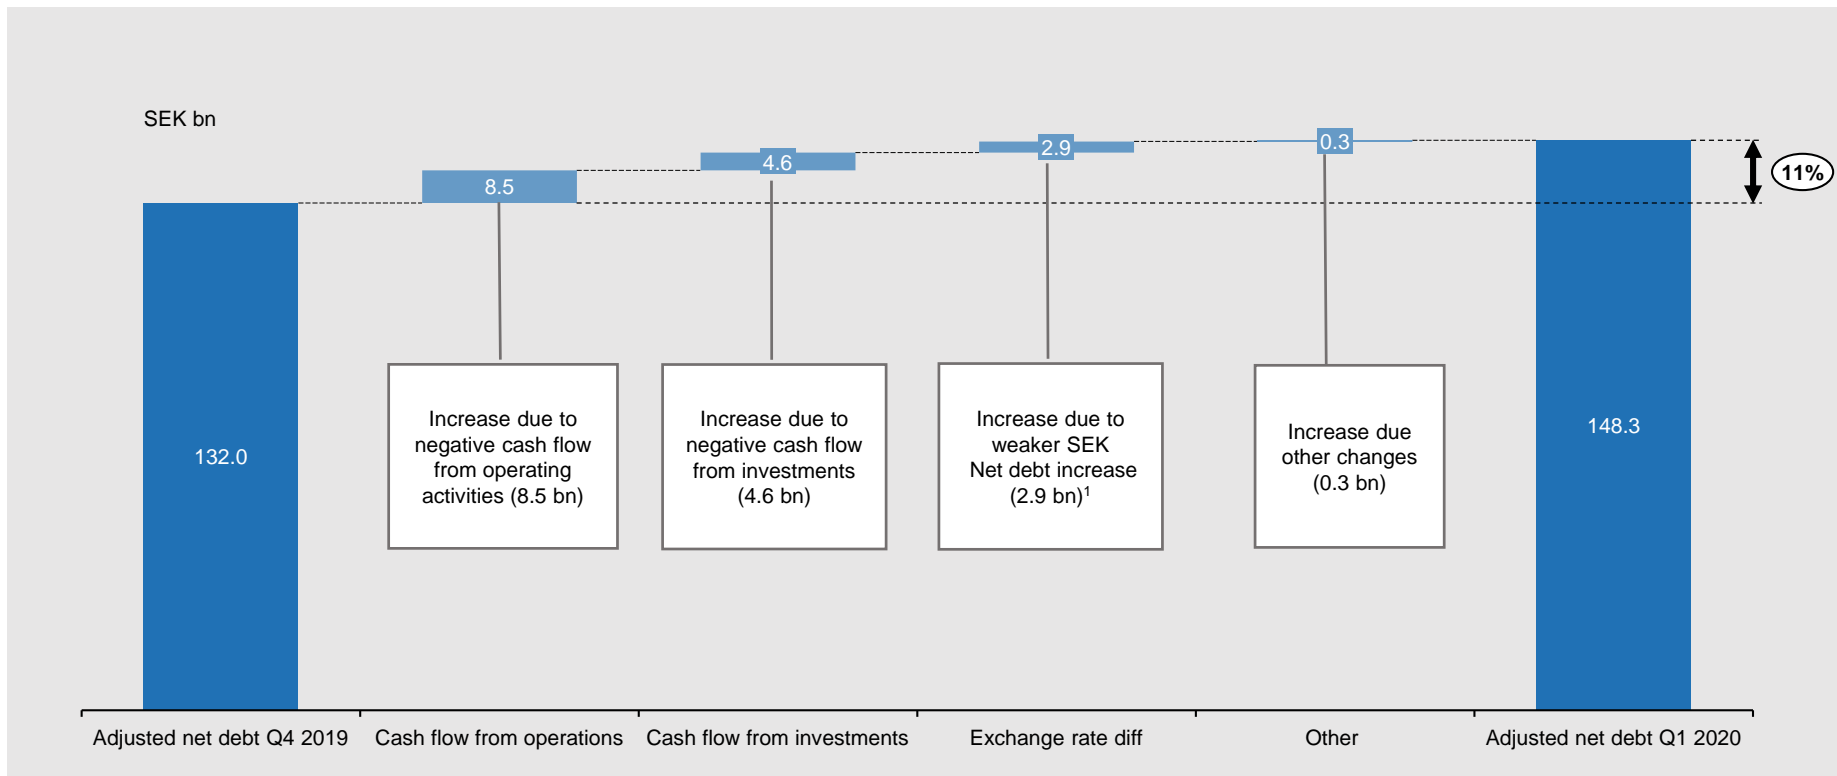 SEK bn
132.0
8.5
4.6
2.9
0.3
148.3
11%
Increase due to
negative cash flow
from operating
activities (8.5 bn)
Increase due to
negative cash flow
from investments
(4.6 bn)
Increase due to
weaker SEK
Net debt increase
(2.9 bn)¹
Increase due
other changes
(0.3 bn)
Adjusted net debt Q4 2019
Cash flow from operations
Cash flow from investments
Exchange rate diff
Other
Adjusted net debt Q1 2020